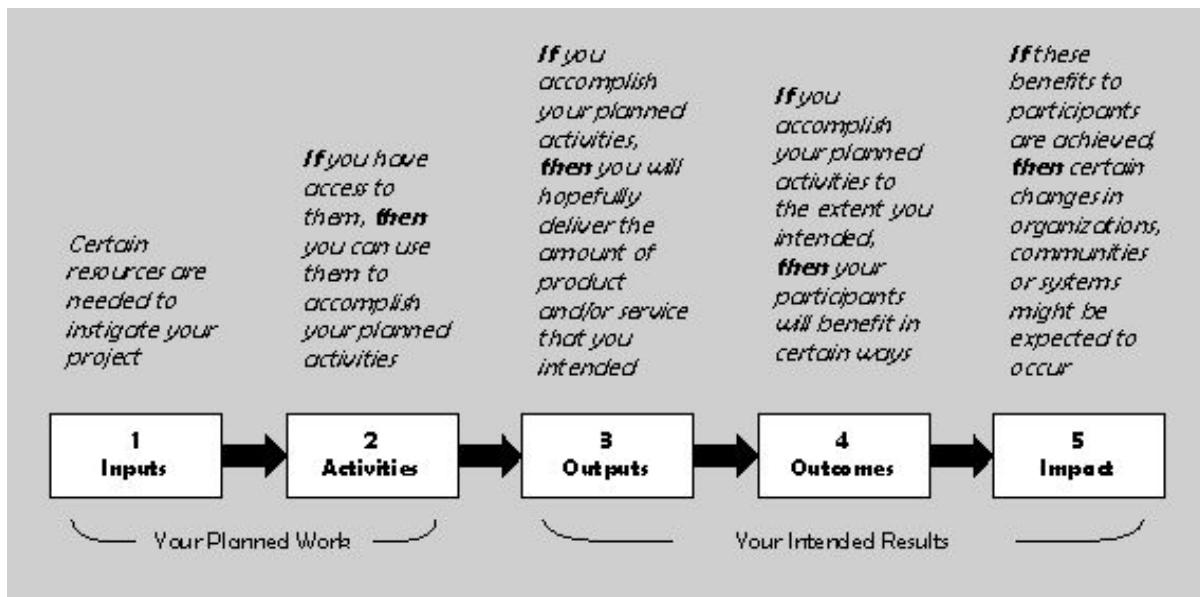 Certain
resources are
needed to
instigate your
project
If you have
access to
them, then
you can use
them to
accomplish
your planned
activities
If you
accomplish
your planned
activities,
then you will
hopefully
deliver the
amount of
product
and/or service
that you
intended
If you
accomplish
your planned
activities to
the extent you
intended,
then your
participants
will benefit in
certain ways
If these
benefits to
participants
are achieved,
then certain
changes in
organizations,
communities
or systems
might be
expected to
occur
1
Inputs
2
Activities
3
Outputs
4
Outcomes
5
Impact
Your Planned Work
Your Intended Results